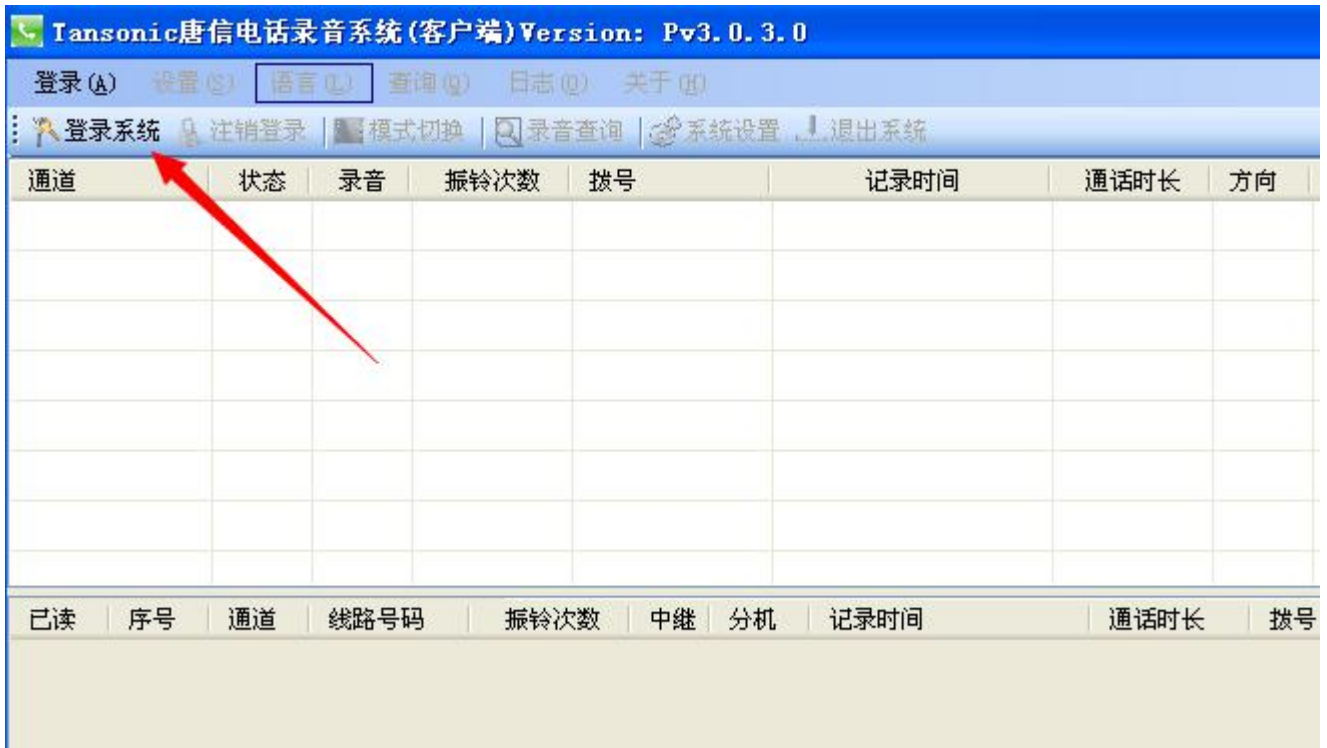 Tansonic唐信电话录音系统(客户端)Version: Pv3.0.3.0
登录(A) 设置(S) 语言(L) 查询(Q) 日志(O) 关于(H)
登录系统 注销登录 模式切换 录音查询 系统设置 退出系统
通道 状态 录音 振铃次数 拨号 记录时间 通话时长 方向
已读 序号 通道 线路号码 振铃次数 中继 分机 记录时间 通话时长 拨号